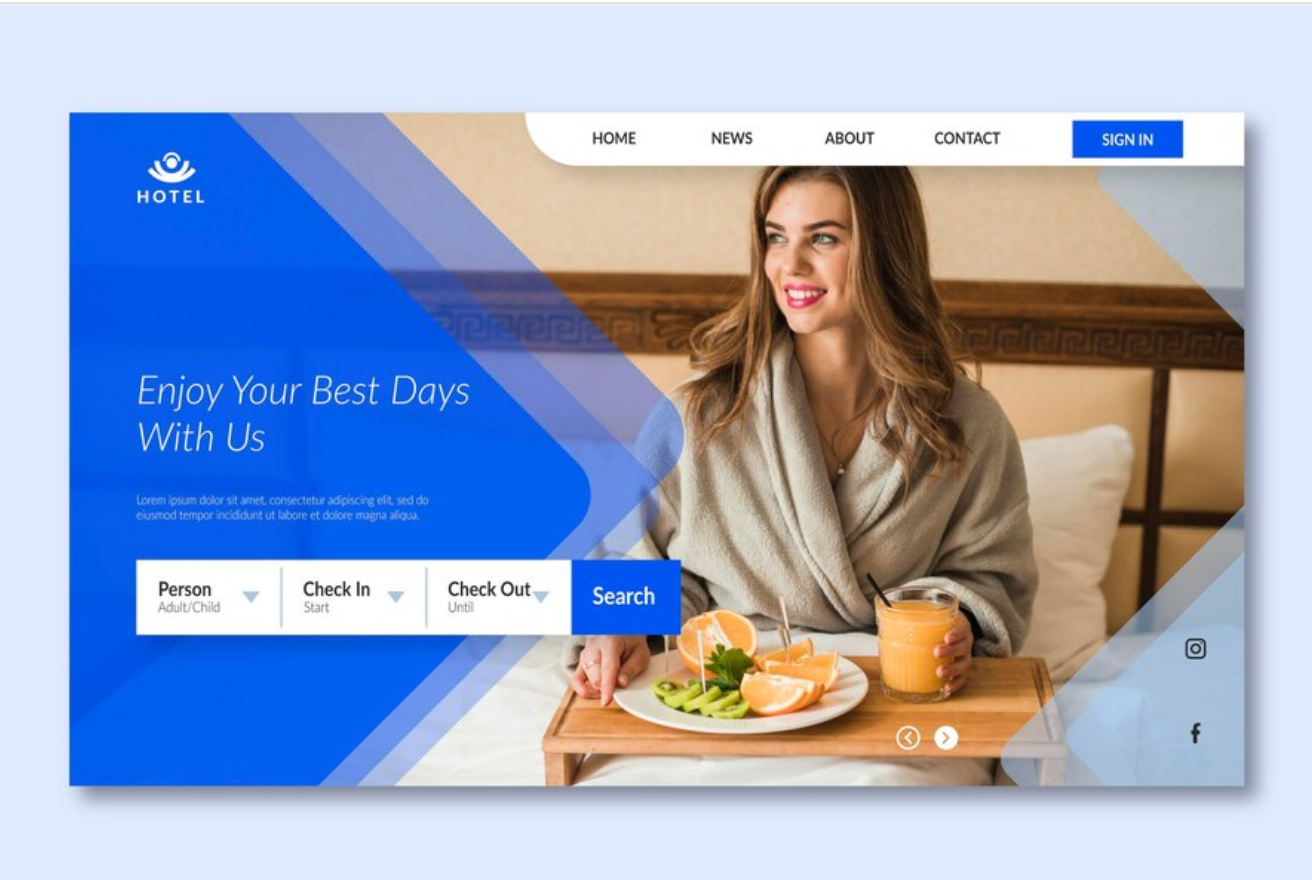 HOME NEWS ABOUT CONTACT SIGN IN
HOTEL
Enjoy Your Best Days
With Us
Lorem ipsum dolor sit amet, consectetur adipiscing elit, sed do
eiusmod tempor incididunt ut labore et dolore magna aliqua.
Person Check In Check Out Search
Adult/Child Start Until